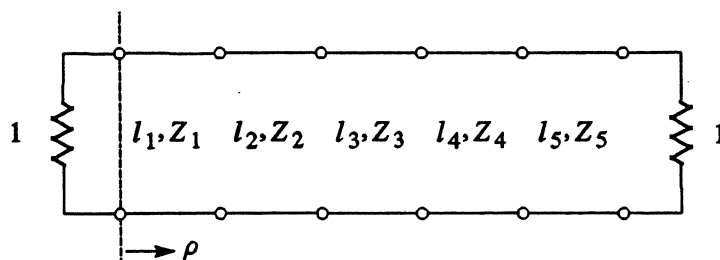 1 l₁,Z₁ l₂,Z₂ l₃,Z₃ l₄,Z₄ l₅,Z₅ 1
ρ